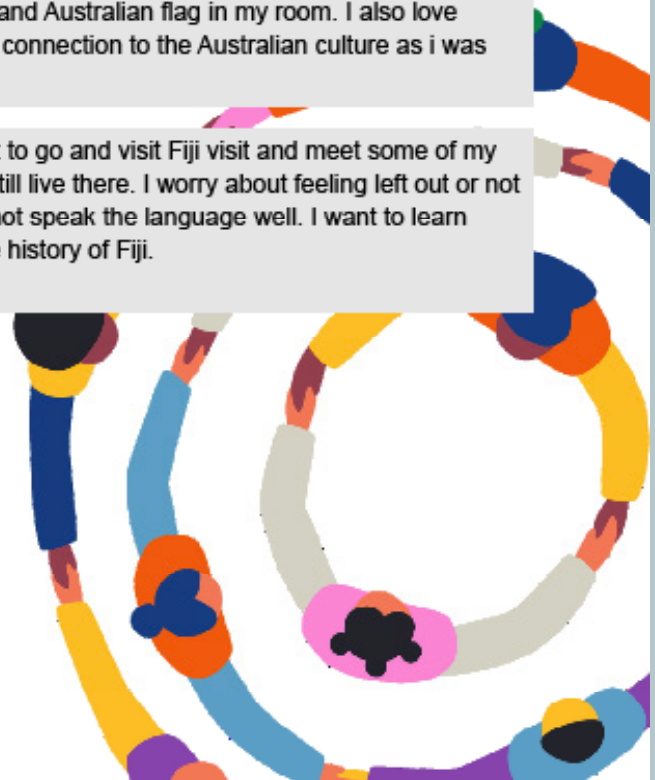 and Australian flag in my room. I also love
connection to the Australian culture as i was
to go and visit Fiji visit and meet some of my
still live there. I worry about feeling left out or not
not speak the language well. I want to learn
history of Fiji.